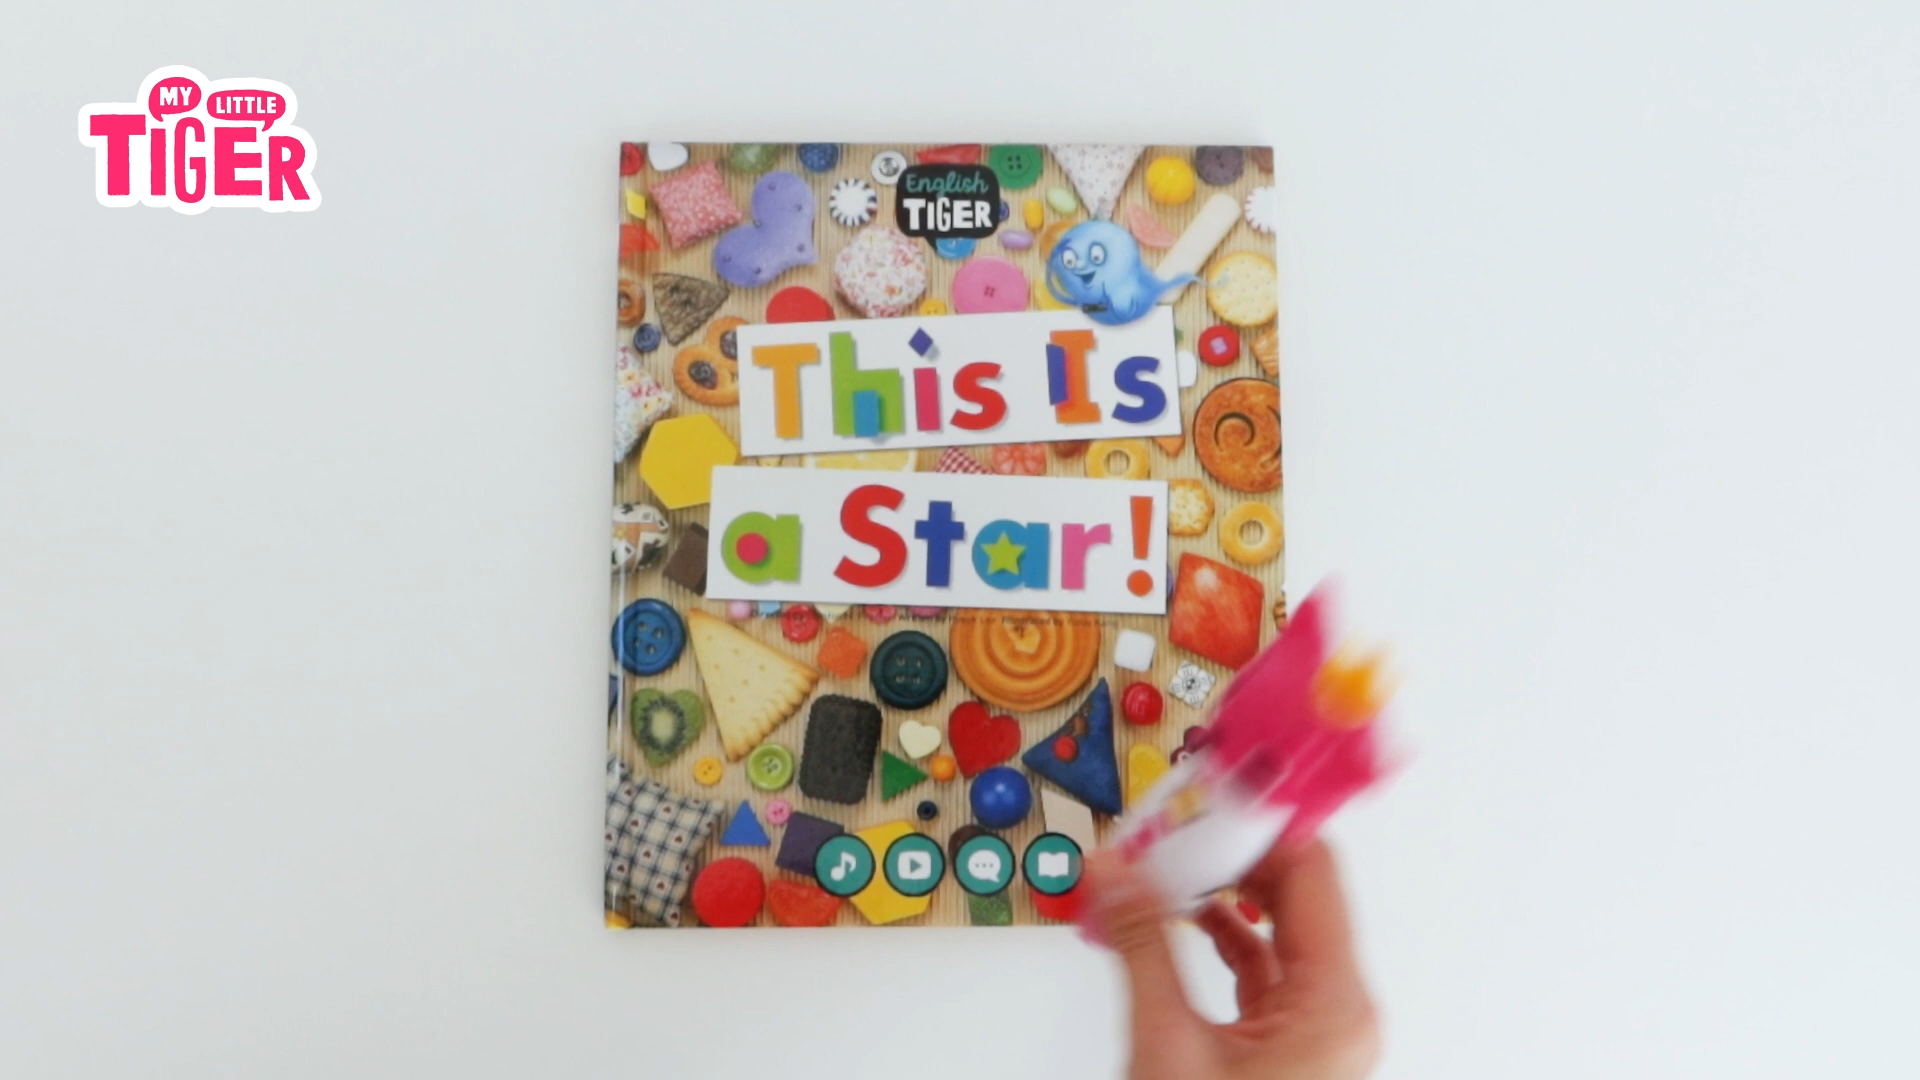 MY LITTLE
TIGER
English
TIGER
This Is
a Star!